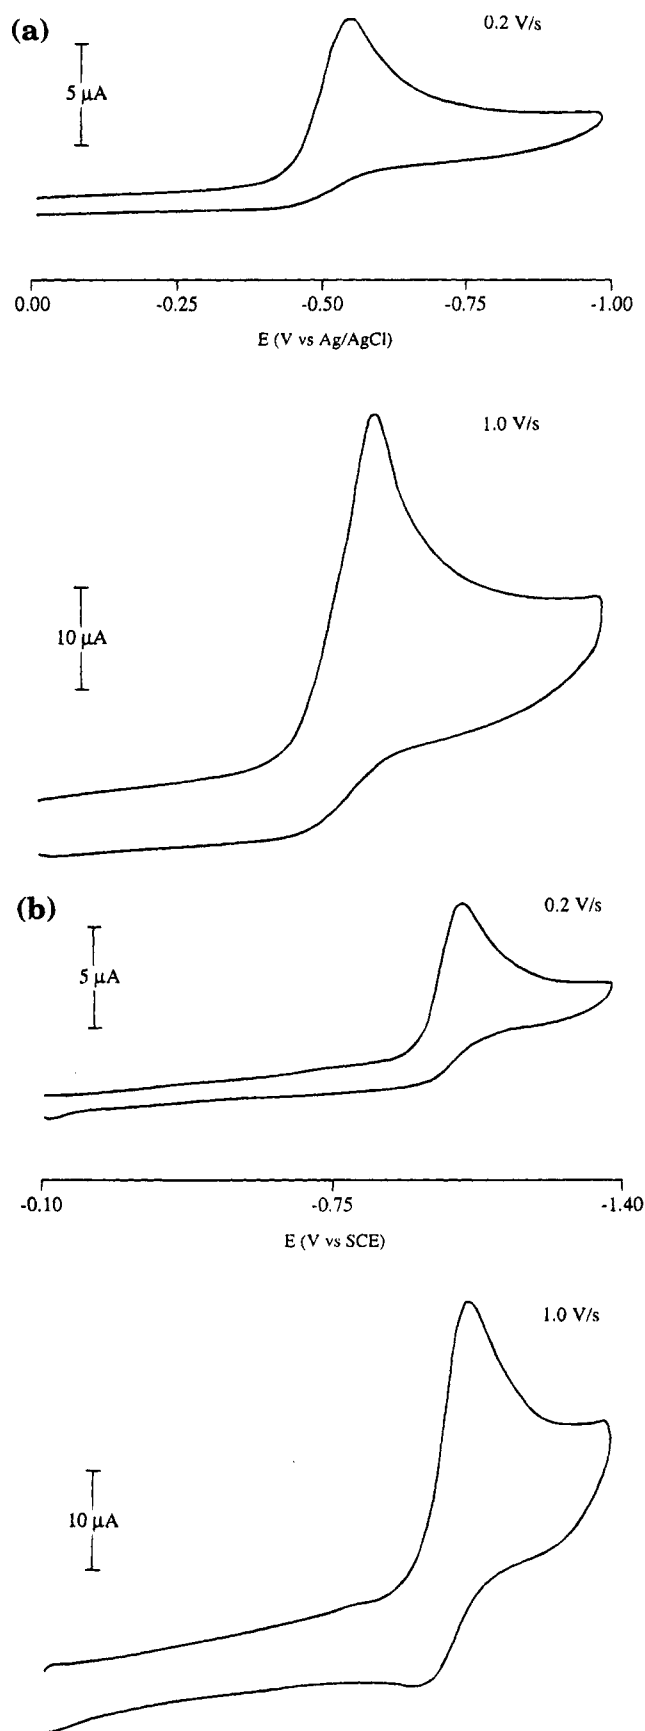 (a)
0.2 V/s
5 μA
0.00 -0.25 -0.50 -0.75 -1.00
E (V vs Ag/AgCl)
1.0 V/s
10 μA
(b)
0.2 V/s
5 μA
-0.10 -0.75 -1.40
E (V vs SCE)
1.0 V/s
10 μA